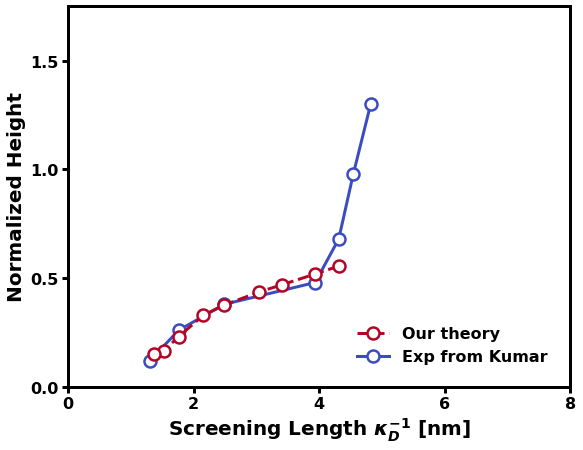 Normalized Height
1.5
1.0
0.5
0.0
0 2 4 6 8
Our theory
Exp from Kumar
Screening Length κ_D^{-1} [nm]